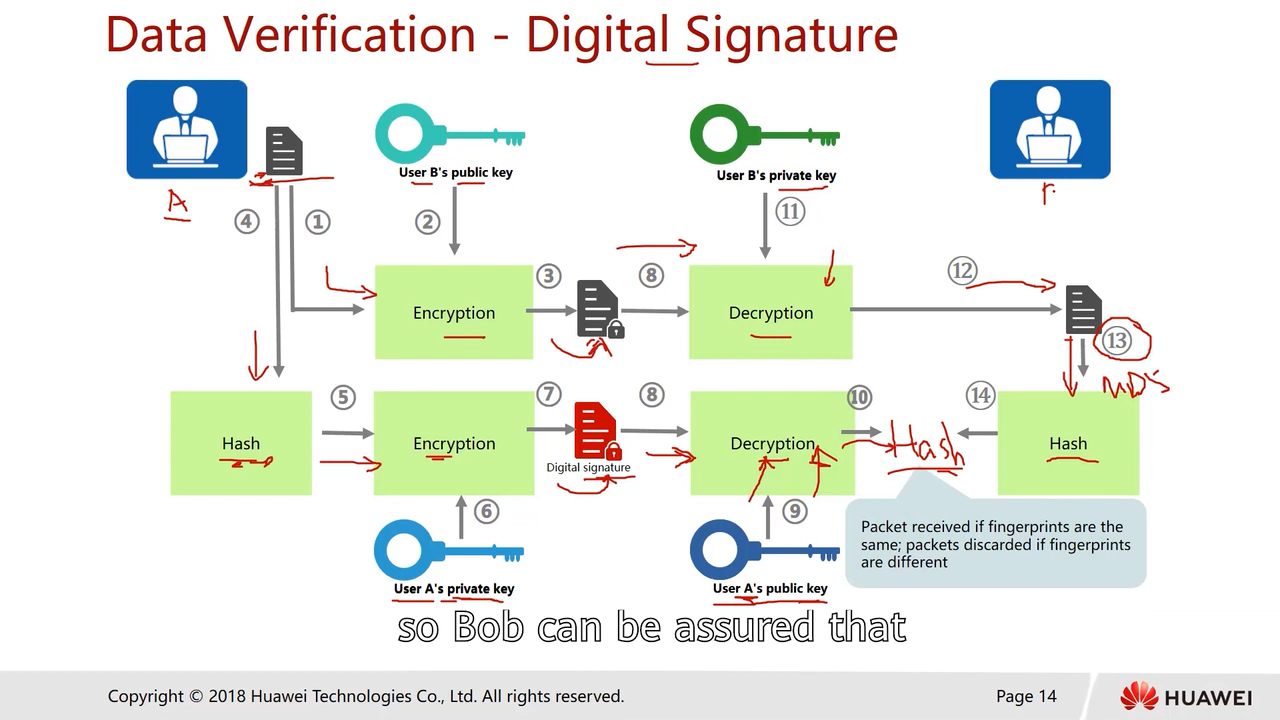 Data Verification - Digital Signature
User B's public key
User B's private key
A
④
①
②
⑪
③
⑧
⑫
Encryption
Decryption
⑬
MD5
⑤
⑦
⑧
⑩
⑭
Hash
Encryption
Digital signature
Decryption
Hash
Hash
⑥
⑨
Packet received if fingerprints are the
same; packets discarded if fingerprints
are different
User A's private key
User A's public key
so Bob can be assured that
Copyright © 2018 Huawei Technologies Co., Ltd. All rights reserved.
Page 14
HUAWEI